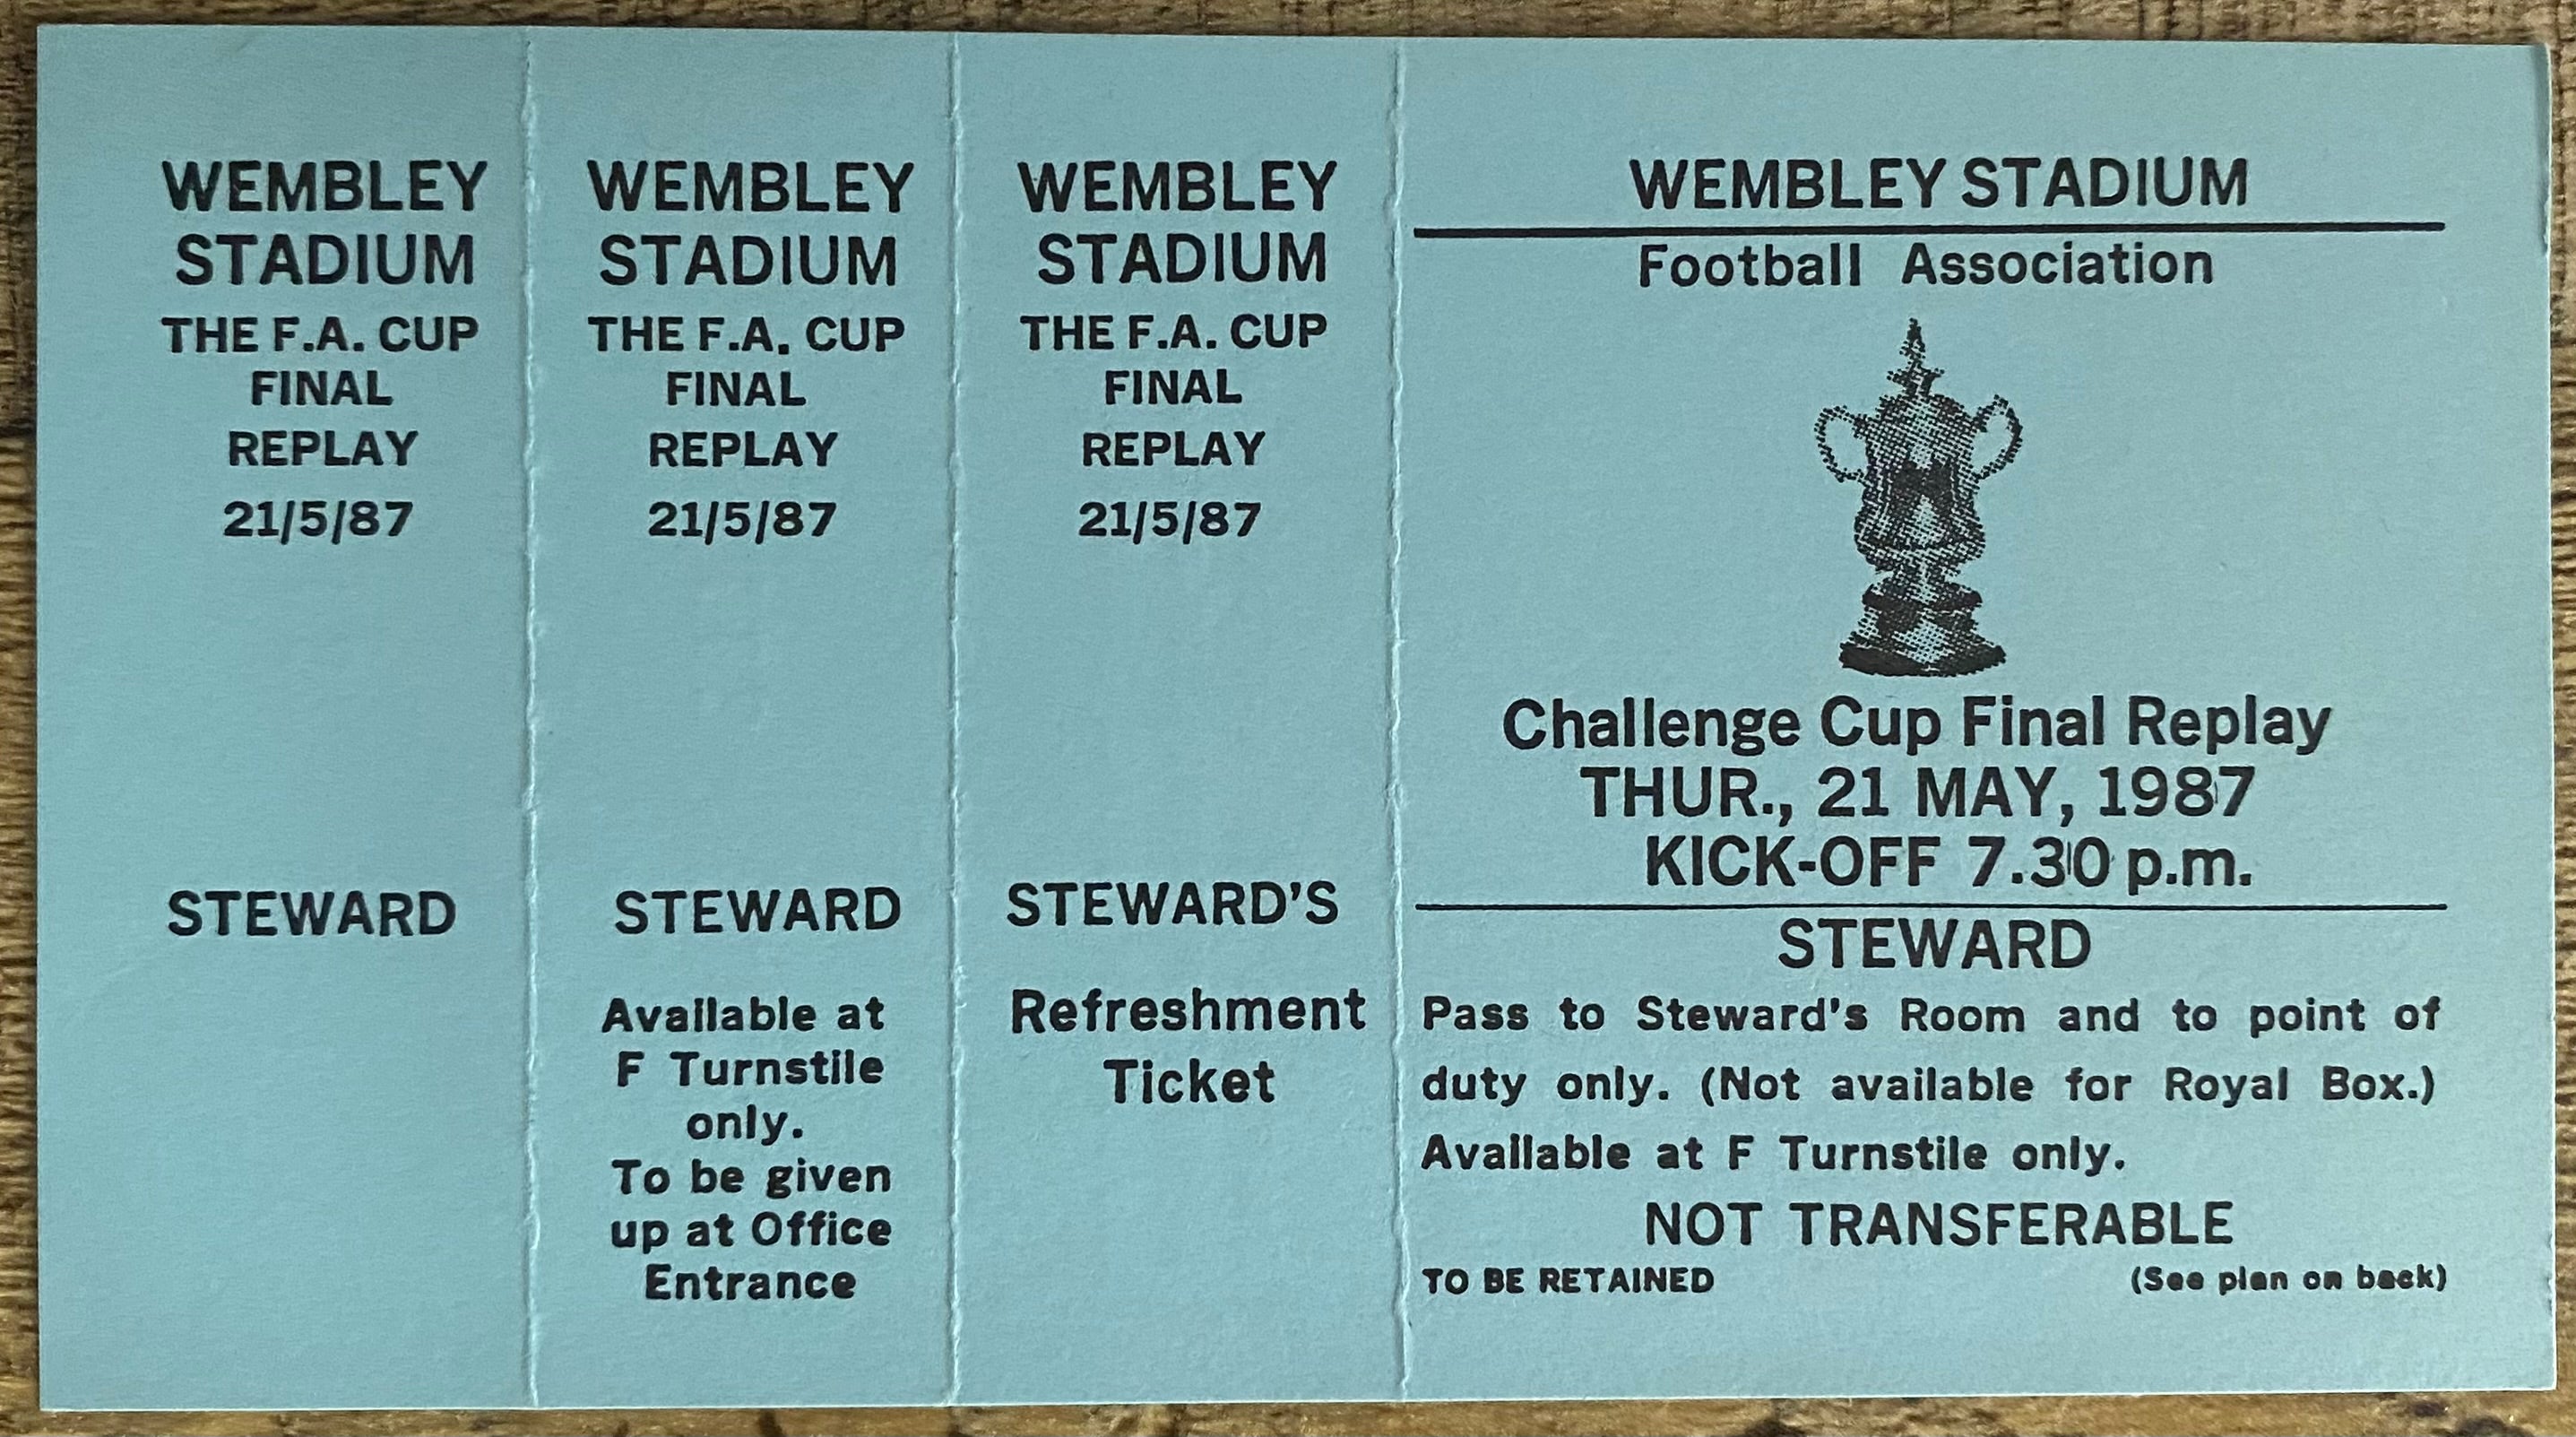 WEMBLEY
STADIUM
THE F.A. CUP
FINAL
REPLAY
21/5/87
STEWARD
WEMBLEY
STADIUM
THE F.A. CUP
FINAL
REPLAY
21/5/87
STEWARD
Available at
F Turnstile
only.
To be given
up at Office
Entrance
WEMBLEY
STADIUM
THE F.A. CUP
FINAL
REPLAY
21/5/87
STEWARD'S
Refreshment
Ticket
WEMBLEY STADIUM
Football Association
Challenge Cup Final Replay
THUR., 21 MAY, 1987
KICK-OFF 7.30 p.m.
STEWARD
Pass to Steward's Room and to point of
duty only. (Not available for Royal Box.)
Available at F Turnstile only.
NOT TRANSFERABLE
TO BE RETAINED (See plan on back)